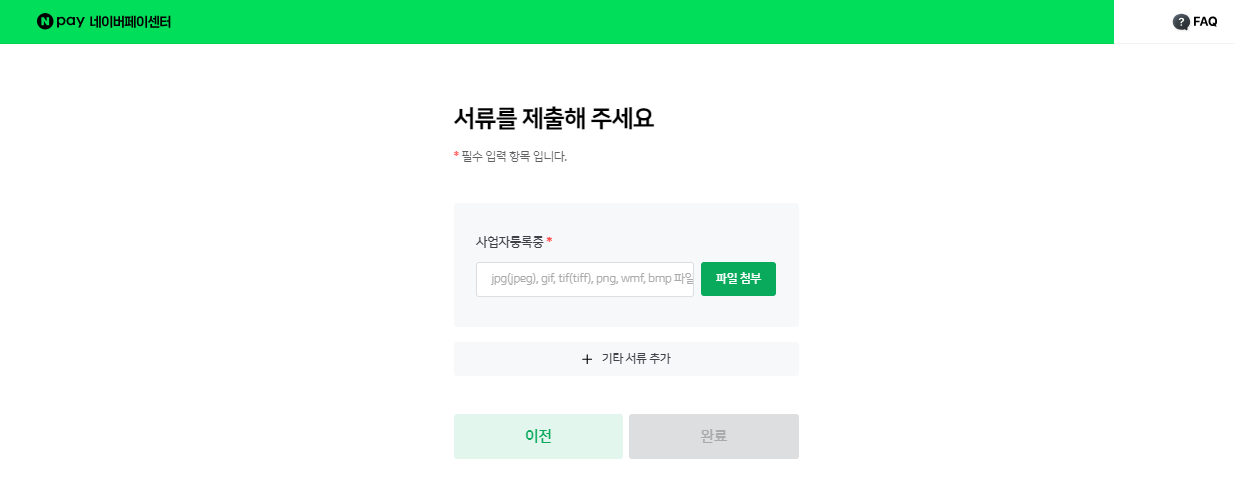 N pay 네이버페이센터
? FAQ
서류를 제출해 주세요
* 필수 입력 항목 입니다.
사업자등록증 *
jpg(jpeg), gif, tif(tiff), png, wmf, bmp 파일
파일 첨부
+ 기타 서류 추가
이전
완료